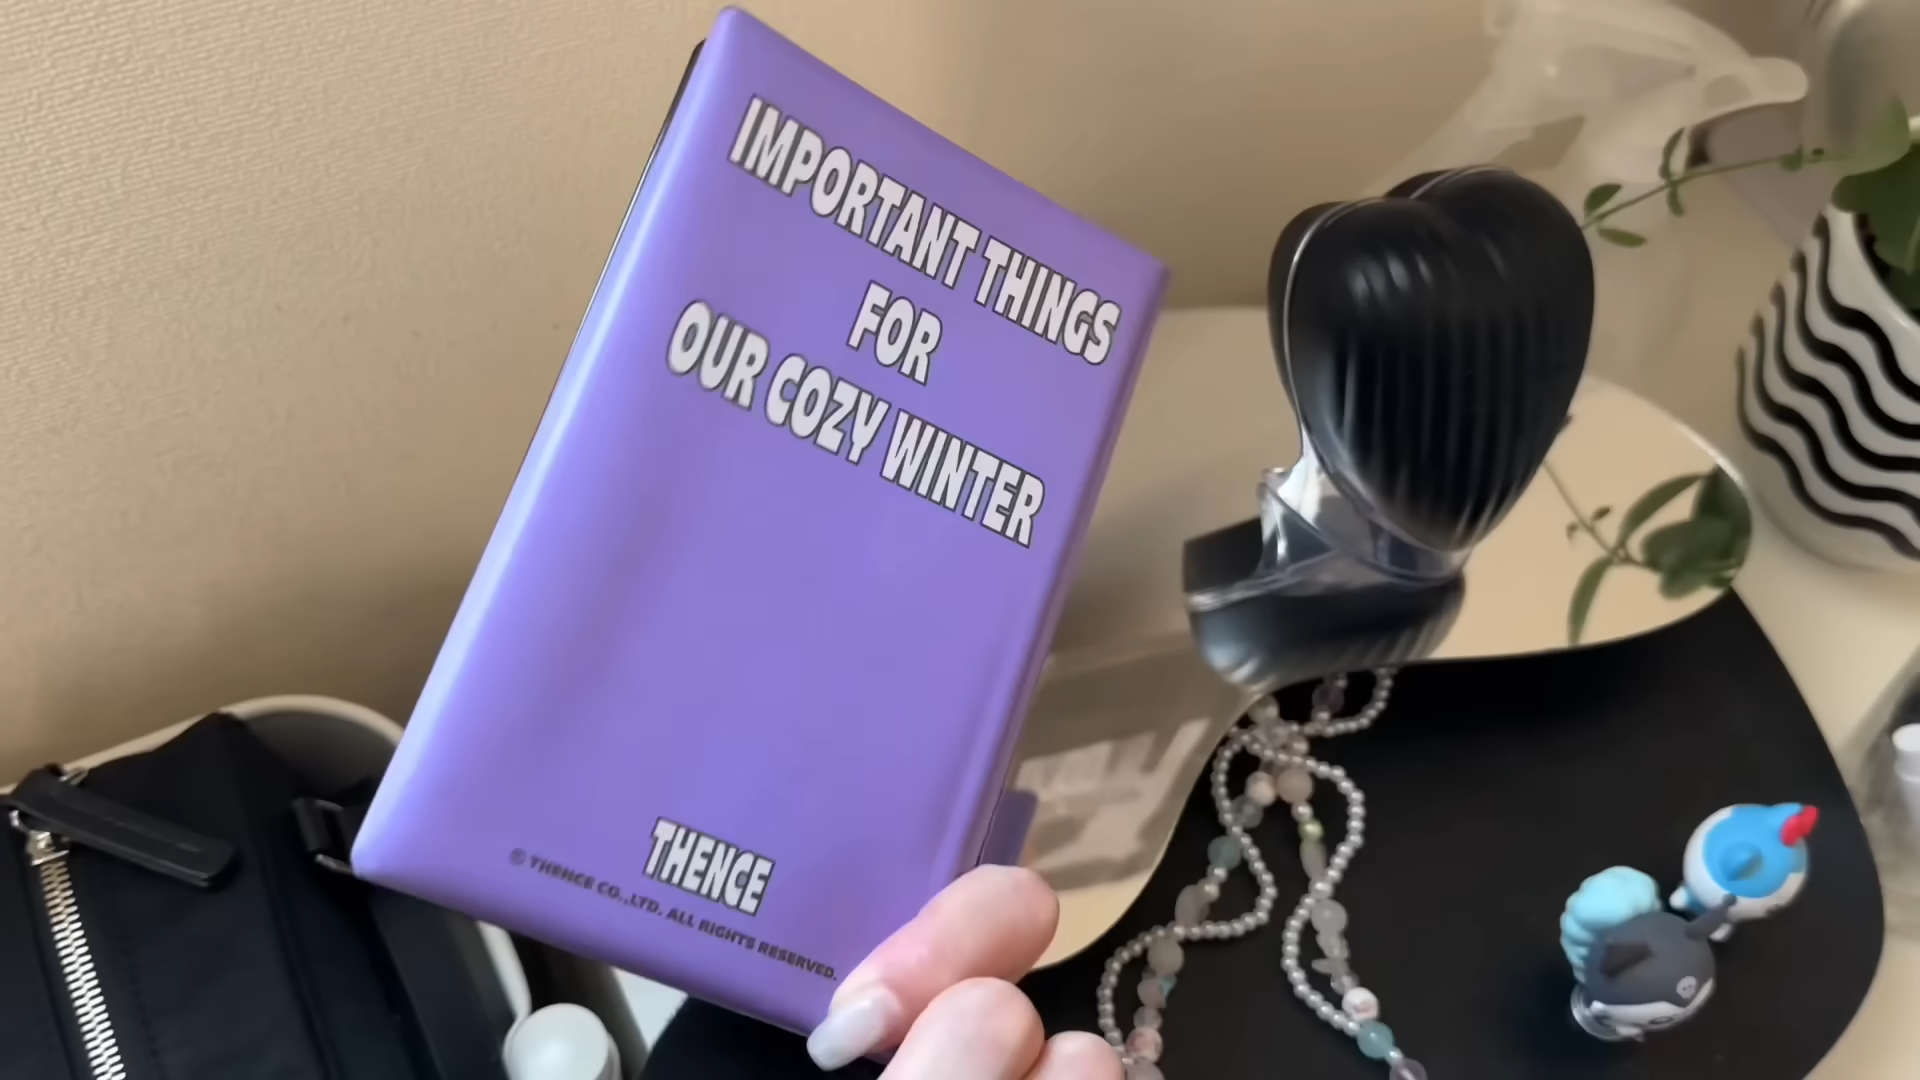 IMPORTANT THINGS
FOR
OUR COZY WINTER
THENCE
© THENCE CO.,LTD. ALL RIGHTS RESERVED.